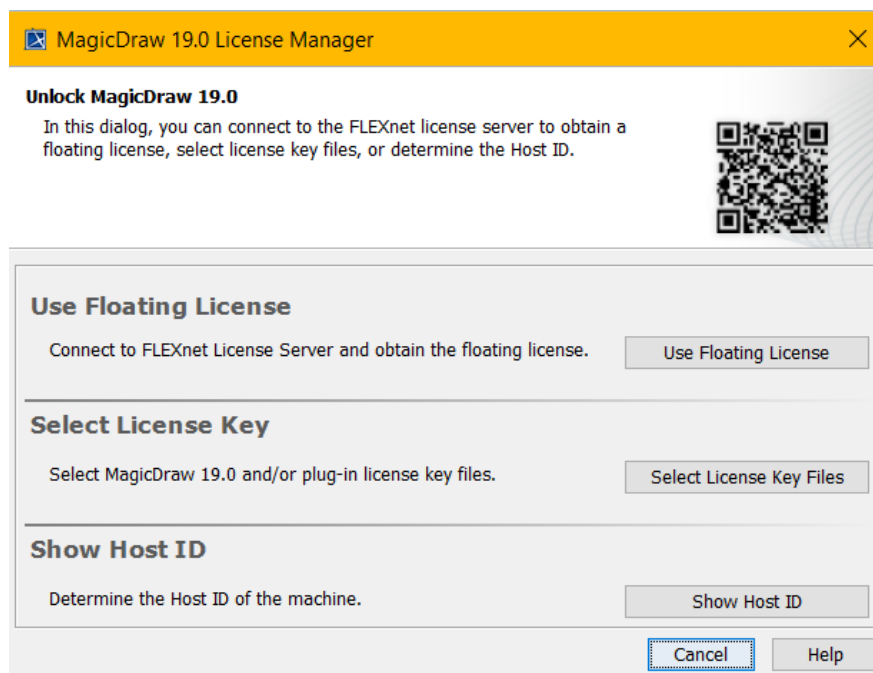 MagicDraw 19.0 License Manager
Unlock MagicDraw 19.0
In this dialog, you can connect to the FLEXnet license server to obtain a
floating license, select license key files, or determine the Host ID.
Use Floating License
Connect to FLEXnet License Server and obtain the floating license.
Use Floating License
Select License Key
Select MagicDraw 19.0 and/or plug-in license key files.
Select License Key Files
Show Host ID
Determine the Host ID of the machine.
Show Host ID
Cancel
Help